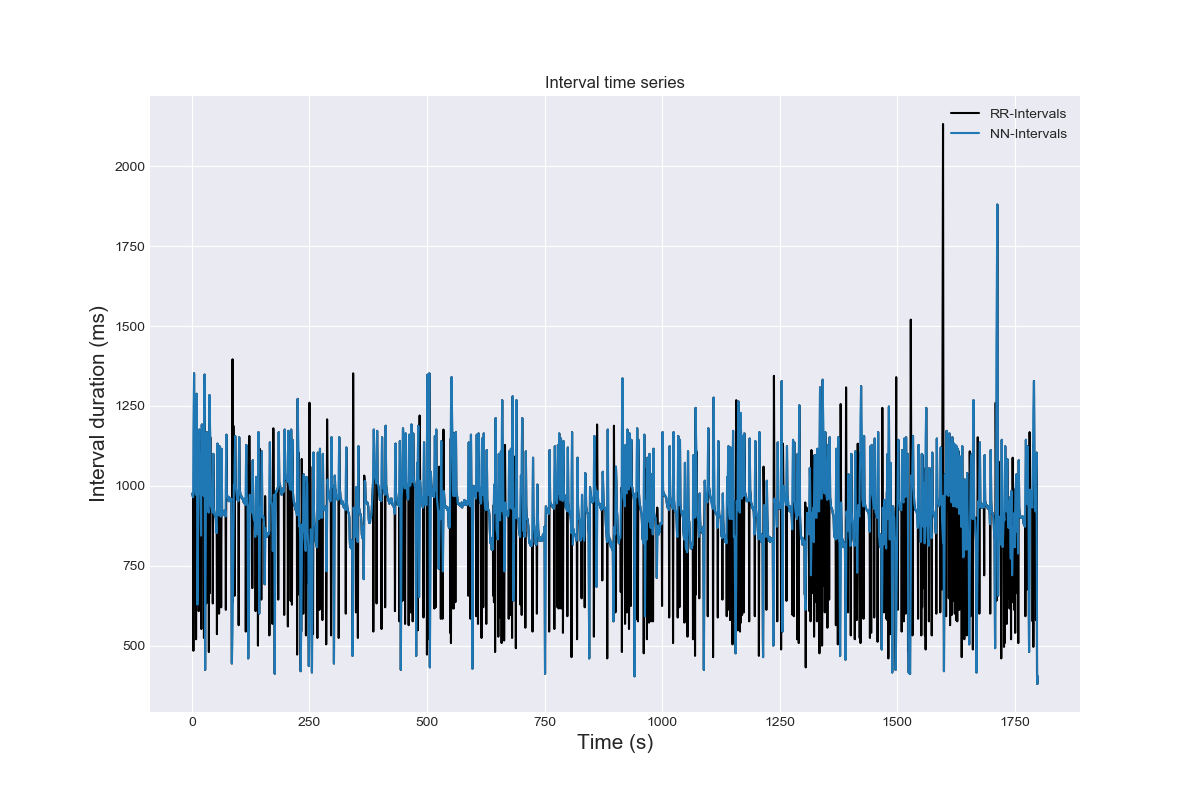 Interval time series
RR-Intervals
NN-Intervals
2000
1750
1500
1250
1000
750
500
Interval duration (ms)
0 250 500 750 1000 1250 1500 1750
Time (s)